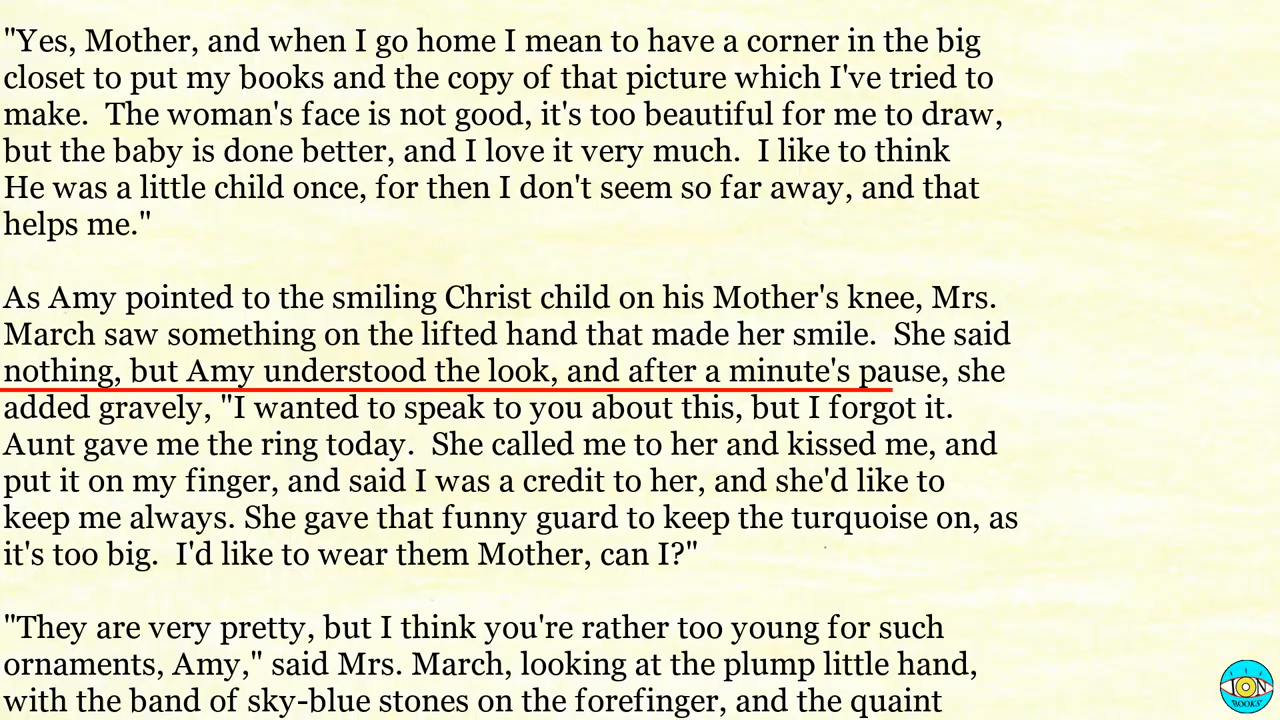 "Yes, Mother, and when I go home I mean to have a corner in the big
closet to put my books and the copy of that picture which I've tried to
make.  The woman's face is not good, it's too beautiful for me to draw,
but the baby is done better, and I love it very much.  I like to think
He was a little child once, for then I don't seem so far away, and that
helps me."

As Amy pointed to the smiling Christ child on his Mother's knee, Mrs.
March saw something on the lifted hand that made her smile.  She said
nothing, but Amy understood the look, and after a minute's pause, she
added gravely, "I wanted to speak to you about this, but I forgot it.
Aunt gave me the ring today.  She called me to her and kissed me, and
put it on my finger, and said I was a credit to her, and she'd like to
keep me always. She gave that funny guard to keep the turquoise on, as
it's too big.  I'd like to wear them Mother, can I?"

"They are very pretty, but I think you're rather too young for such
ornaments, Amy," said Mrs. March, looking at the plump little hand,
with the band of sky-blue stones on the forefinger, and the quaint
ION
BOOKS